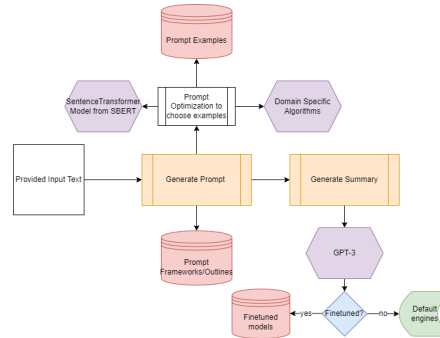 Prompt Examples
SentenceTransformer
Model from SBERT
Prompt
Optimization to
choose examples
Domain Specific
Algorithms
Provided Input Text
Generate Prompt
Generate Summary
Prompt
Frameworks/Outlines
GPT-3
Finetuned
models
yes
Finetuned?
no
Default
engines